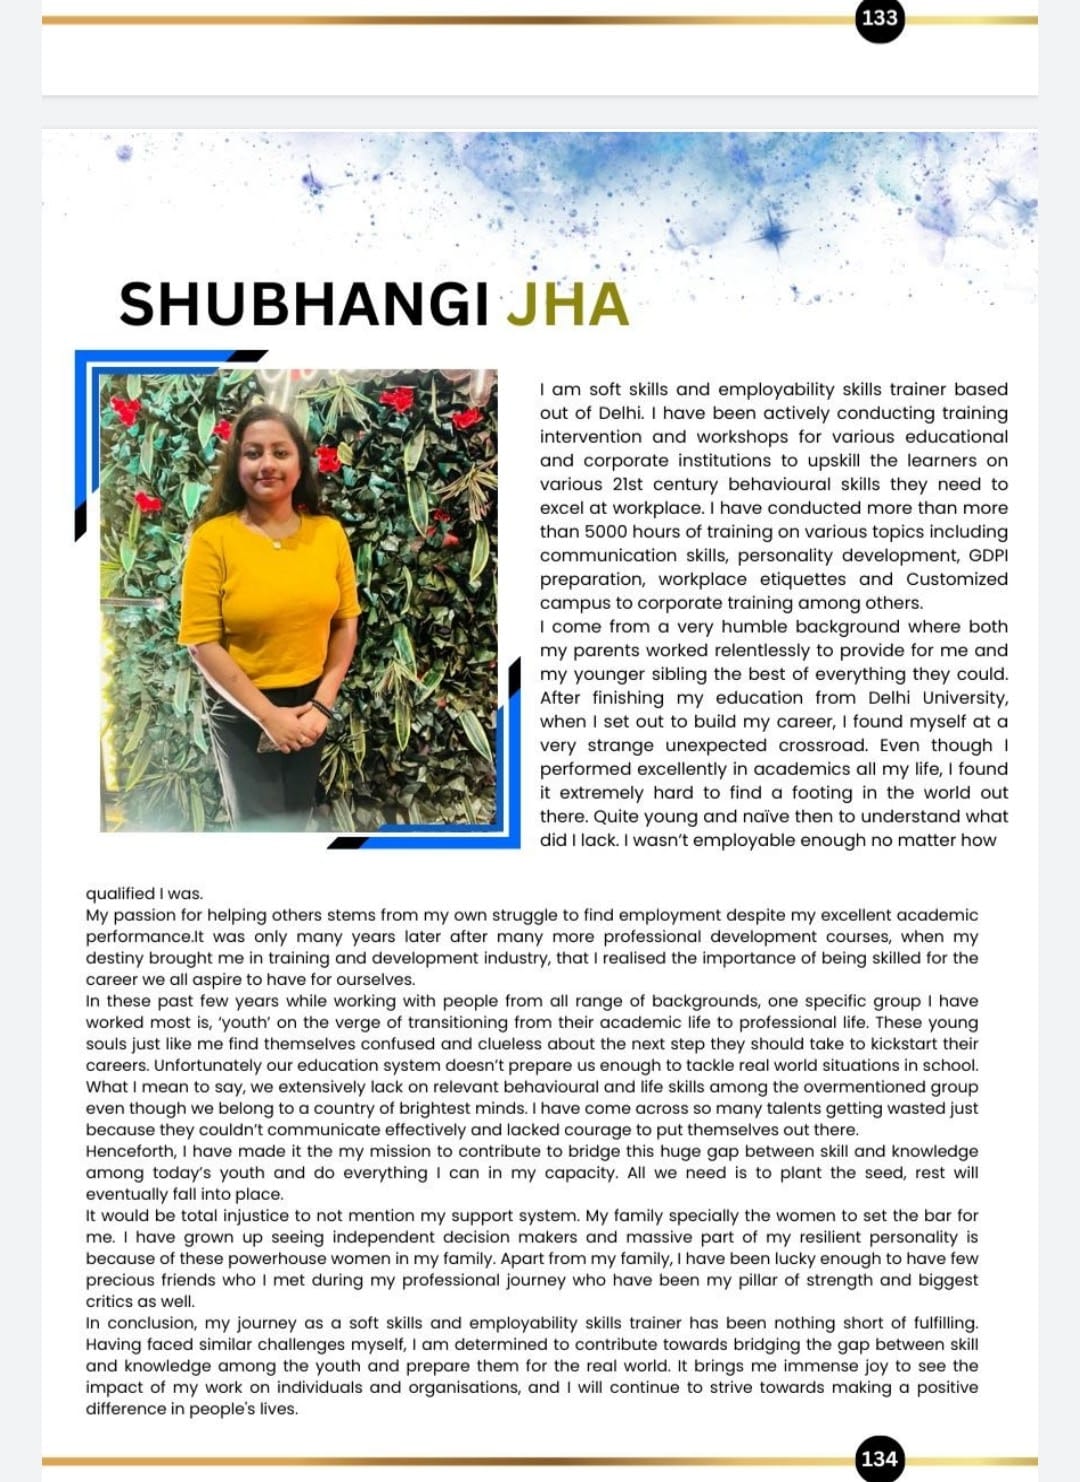 133
SHUBHANGI JHA
I am soft skills and employability skills trainer based
out of Delhi. I have been actively conducting training
intervention and workshops for various educational
and corporate institutions to upskill the learners on
various 21st century behavioural skills they need to
excel at workplace. I have conducted more than more
than 5000 hours of training on various topics including
communication skills, personality development, GDPI
preparation, workplace etiquettes and Customized
campus to corporate training among others.
I come from a very humble background where both
my parents worked relentlessly to provide for me and
my younger sibling the best of everything they could.
After finishing my education from Delhi University,
when I set out to build my career, I found myself at a
very strange unexpected crossroad. Even though I
performed excellently in academics all my life, I found
it extremely hard to find a footing in the world out
there. Quite young and naïve then to understand what
did I lack. I wasn't employable enough no matter how
qualified I was.
My passion for helping others stems from my own struggle to find employment despite my excellent academic
performance.It was only many years later after many more professional development courses, when my
destiny brought me in training and development industry, that I realised the importance of being skilled for the
career we all aspire to have for ourselves.
In these past few years while working with people from all range of backgrounds, one specific group I have
worked most is, 'youth' on the verge of transitioning from their academic life to professional life. These young
souls just like me find themselves confused and clueless about the next step they should take to kickstart their
careers. Unfortunately our education system doesn't prepare us enough to tackle real world situations in school.
What I mean to say, we extensively lack on relevant behavioural and life skills among the overmentioned group
even though we belong to a country of brightest minds. I have come across so many talents getting wasted just
because they couldn't communicate effectively and lacked courage to put themselves out there.
Henceforth, I have made it the my mission to contribute to bridge this huge gap between skill and knowledge
among today's youth and do everything I can in my capacity. All we need is to plant the seed, rest will
eventually fall into place.
It would be total injustice to not mention my support system. My family specially the women to set the bar for
me. I have grown up seeing independent decision makers and massive part of my resilient personality is
because of these powerhouse women in my family. Apart from my family, I have been lucky enough to have few
precious friends who I met during my professional journey who have been my pillar of strength and biggest
critics as well.
In conclusion, my journey as a soft skills and employability skills trainer has been nothing short of fulfilling.
Having faced similar challenges myself, I am determined to contribute towards bridging the gap between skill
and knowledge among the youth and prepare them for the real world. It brings me immense joy to see the
impact of my work on individuals and organisations, and I will continue to strive towards making a positive
difference in people's lives.
134